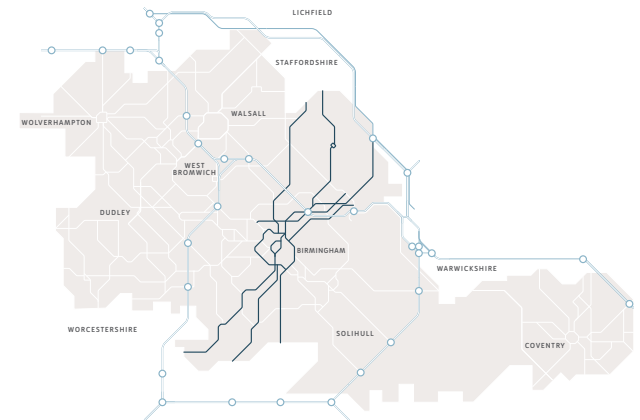 LICHFIELD
STAFFORDSHIRE
WALSALL
WOLVERHAMPTON
WEST
BROMWICH
DUDLEY
BIRMINGHAM
WARWICKSHIRE
WORCESTERSHIRE
SOLIHULL
COVENTRY